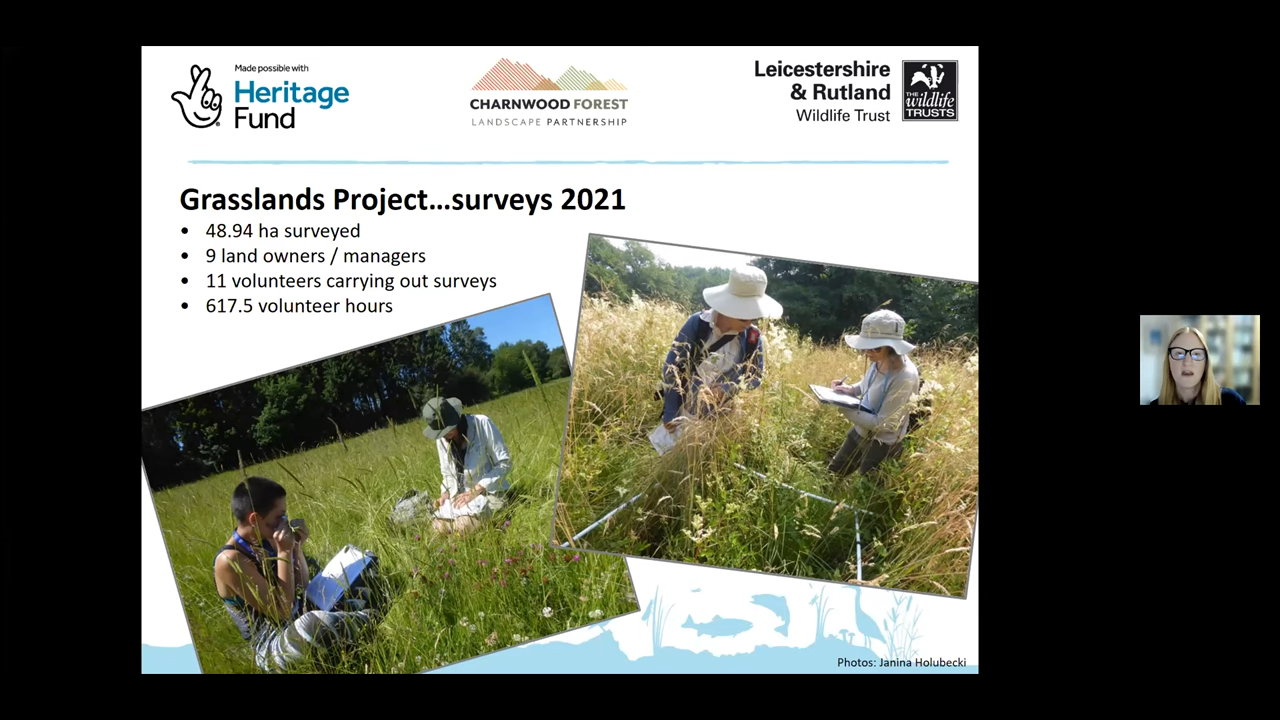 Made possible with
Heritage
Fund
CHARNWOOD FOREST
LANDSCAPE PARTNERSHIP
Leicestershire
& Rutland
Wildlife Trust
THE
wildlife
TRUSTS
Grasslands Project...surveys 2021
• 48.94 ha surveyed
• 9 land owners / managers
• 11 volunteers carrying out surveys
• 617.5 volunteer hours
Photos: Janina Holubecki